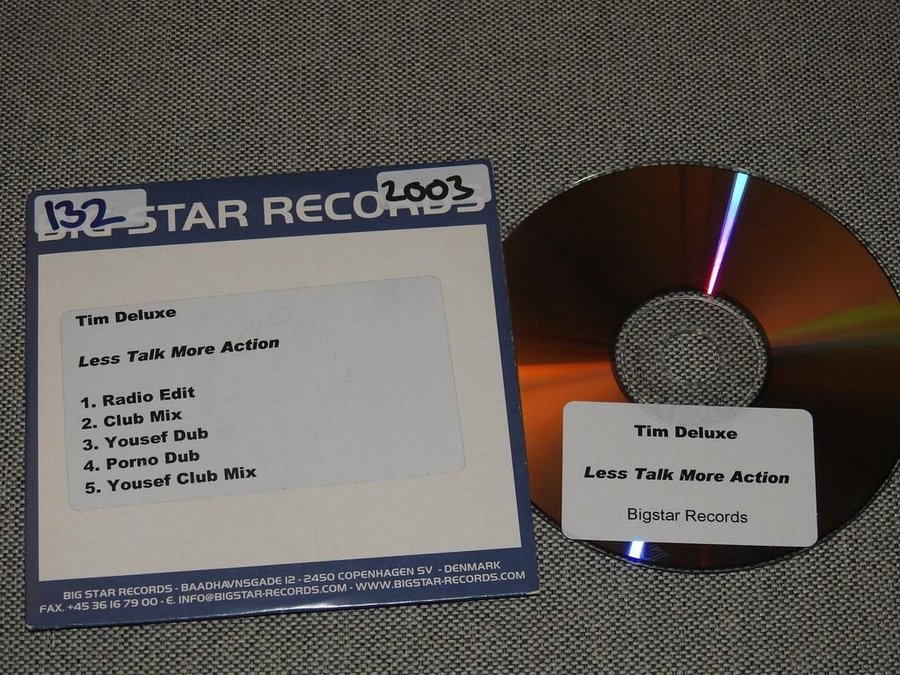 132
2003
BIG STAR RECORDS
Tim Deluxe
Less Talk More Action
1. Radio Edit
2. Club Mix
3. Yousef Dub
4. Porno Dub
5. Yousef Club Mix
BIG STAR RECORDS - BAADHAVNSGADE 12 - 2450 COPENHAGEN SV - DENMARK
FAX. +45 36 16 79 00 - E. INFO@BIGSTAR-RECORDS.COM - WWW.BIGSTAR-RECORDS.COM
Tim Deluxe
Less Talk More Action
Bigstar Records